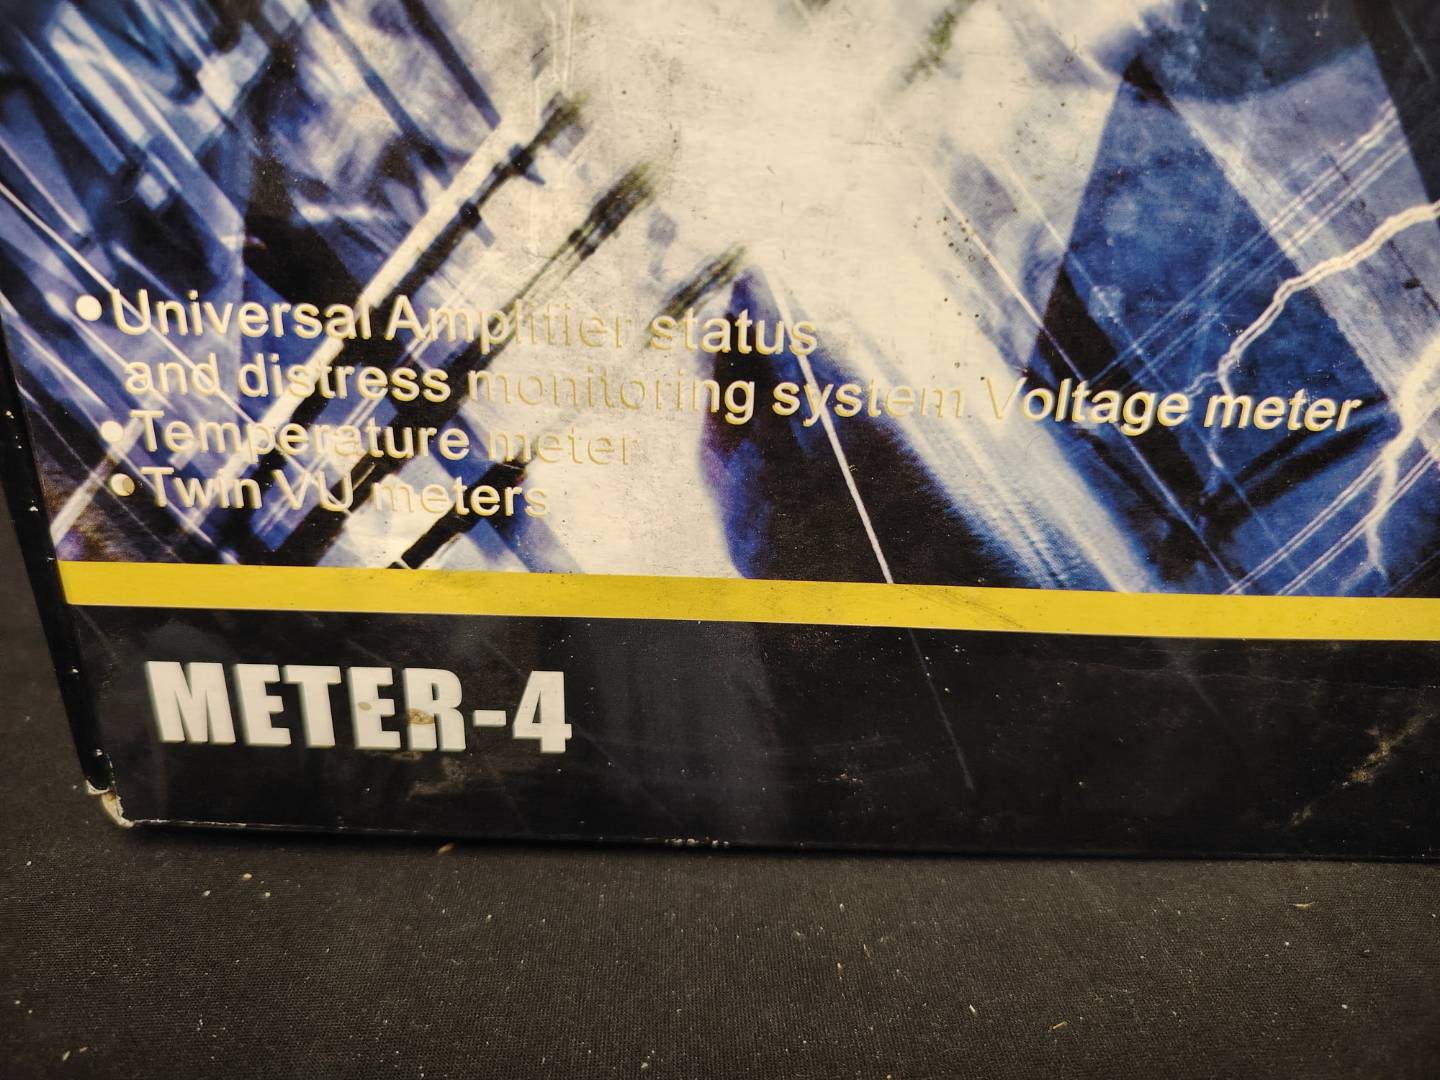 •Universal Amplifier status
and distress monitoring system Voltage meter
•Temperature meter
•Twin VU meters
METER-4